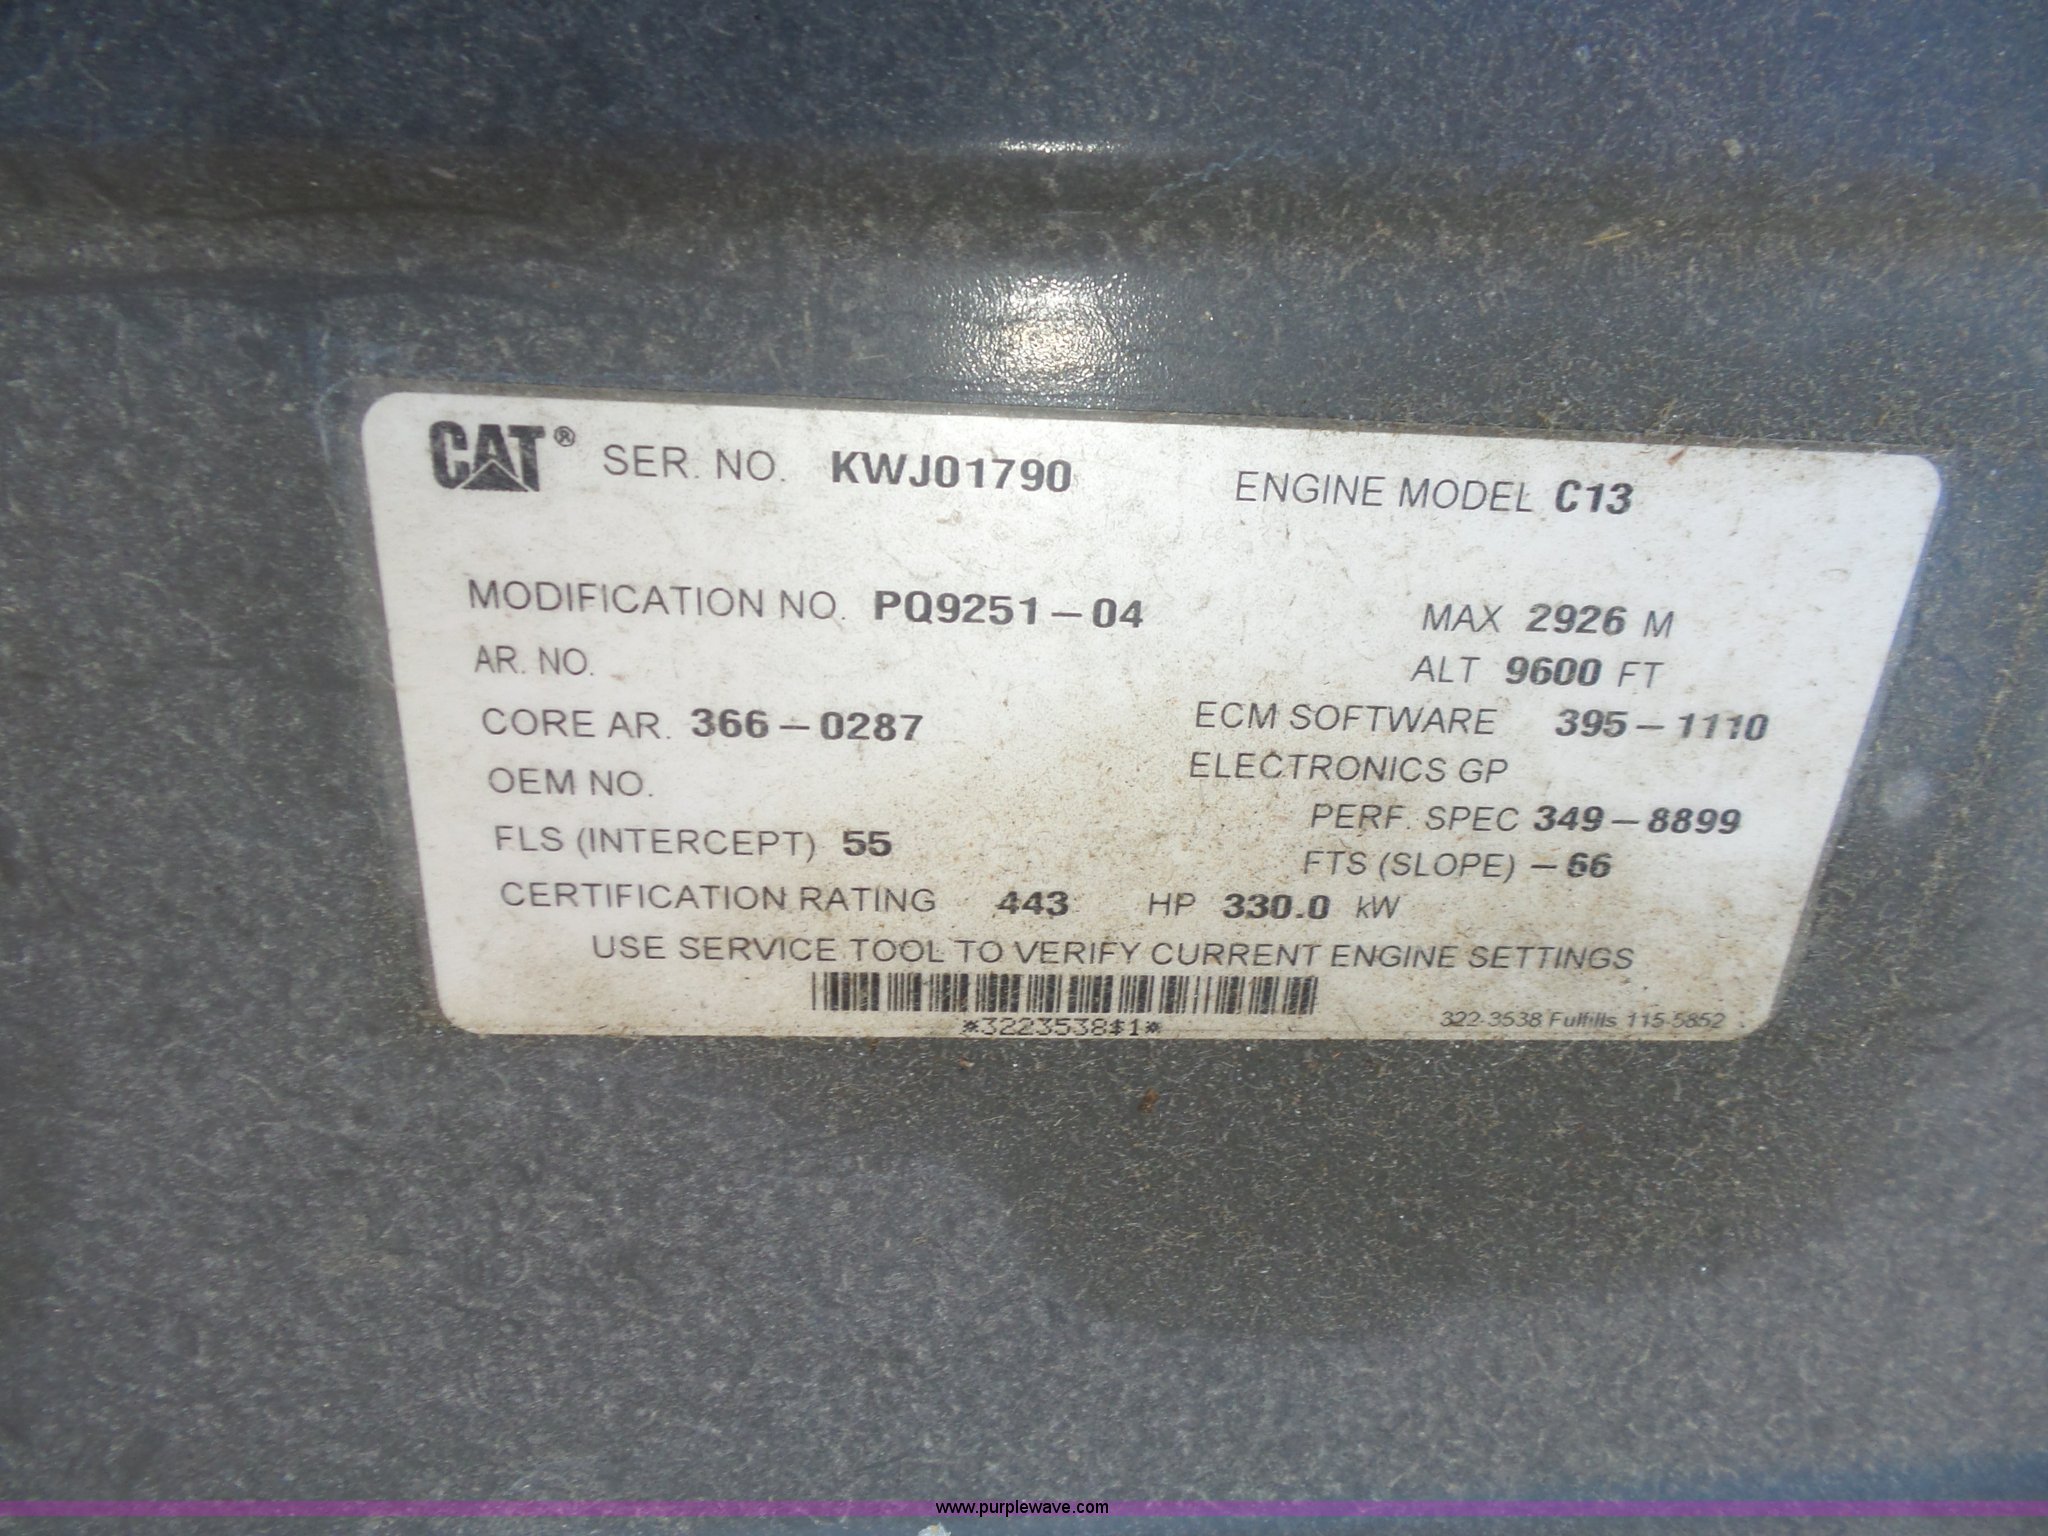 CAT® SER. NO. KWJ01790 ENGINE MODEL C13
MODIFICATION NO. PQ9251-04 MAX 2926 M
AR. NO. ALT 9600 FT
CORE AR. 366-0287 ECM SOFTWARE 395-1110
OEM NO. ELECTRONICS GP
PERF. SPEC 349-8899
FLS (INTERCEPT) 55 FTS (SLOPE) -66
CERTIFICATION RATING 443 HP 330.0 kW
USE SERVICE TOOL TO VERIFY CURRENT ENGINE SETTINGS
*3223538$1* 322-3538 Fulfills 115-5852
www.purplewave.com